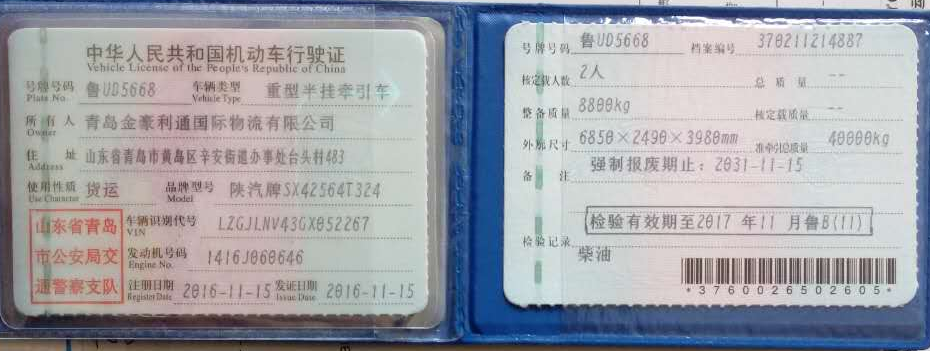 中华人民共和国机动车行驶证
Vehicle License of the People's Republic of China
号牌号码 鲁UD5668 车辆类型 重型半挂牵引车
Plate No. Vehicle Type
所有人 青岛金豪利通国际物流有限公司
Owner
住址 山东省青岛市黄岛区辛安街道办事处台头村483
Address
使用性质 货运 品牌型号 陕汽牌SX42564T324
Use Character Model
山东省青岛市公安局交通警察支队
车辆识别代号 LZGJLNV43GX052267
VIN
发动机号码 1416J060646
Engine No.
注册日期 2016-11-15 发证日期 2016-11-15
Register Date Issue Date
号牌号码 鲁UD5668 档案编号 370211214887
核定载人数 2人 总质量 --
整备质量 8800kg 核定载质量 --
外廓尺寸 6850×2490×3980mm 准牵引总质量 40000kg
备注 强制报废期止：2031-11-15
检验有效期至2017年11月鲁B(11)
检验记录
柴油
*3760026502605*